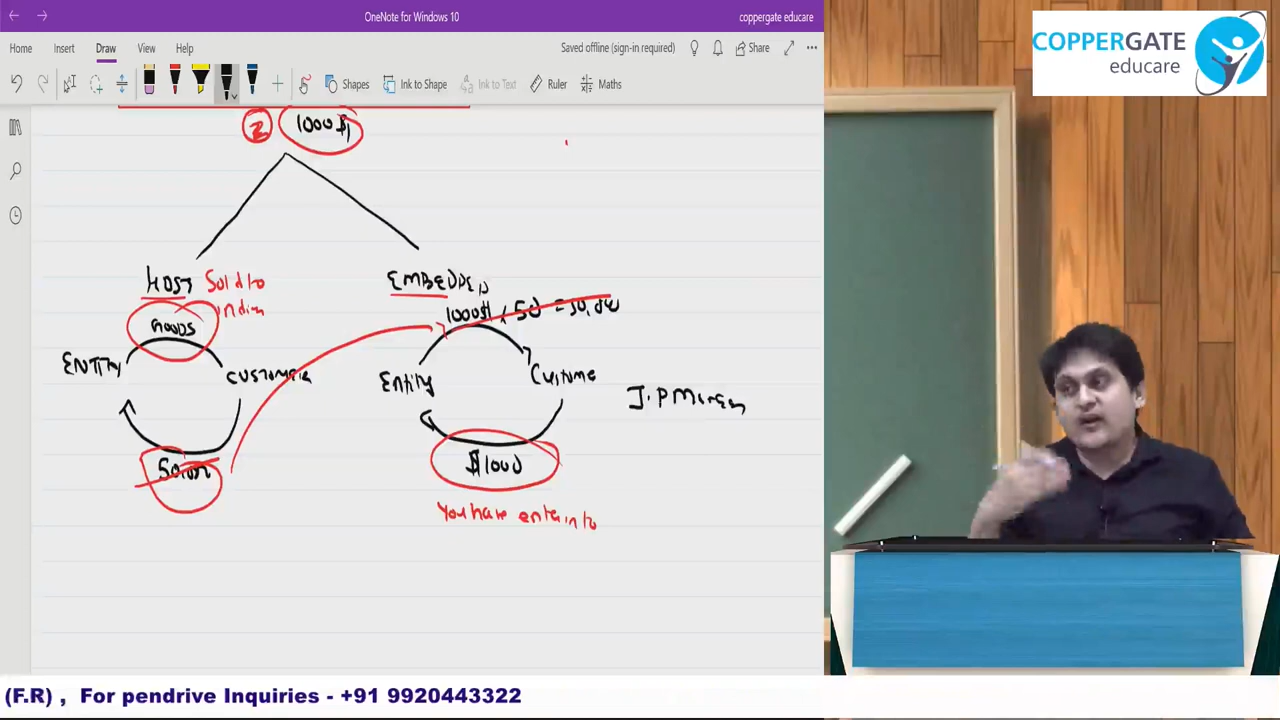 OneNote for Windows 10
coppergate educare
Home Insert Draw View Help
Saved offline (sign-in required)
Share
Shapes
Ink to Shape
Ink to Text
Ruler
Maths
COPPERGATE
educare
2 1000$
HOST Sold to
Indian
EMBEDDED
1000$ × 50 = 50,000
GOODS
ENTITY
CUSTOMER
Entity
Custome
J.P Morgan
50,000
$1000
You have enter into
(F.R) , For pendrive Inquiries - +91 9920443322